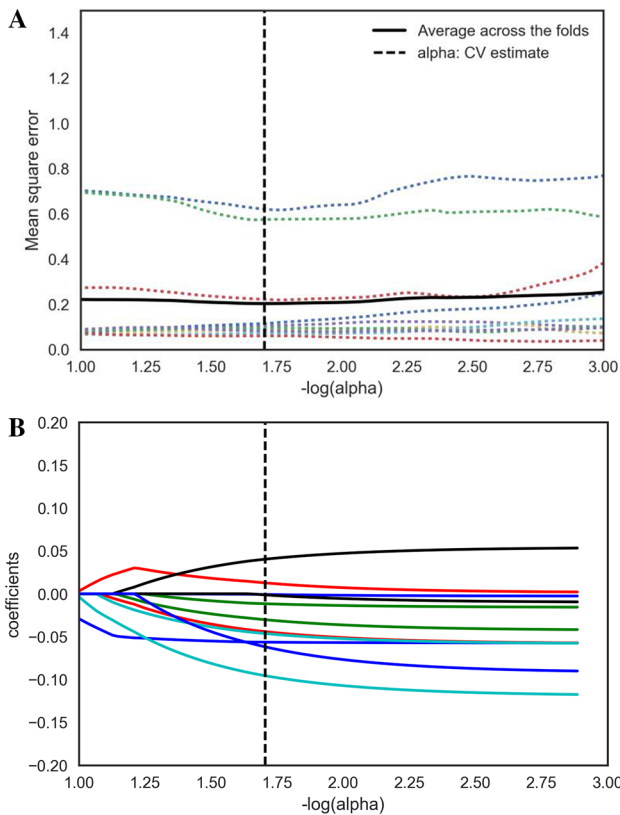 A
1.4
1.2
1.0
0.8
0.6
0.4
0.2
0.0
Mean square error
Average across the folds
alpha: CV estimate
1.00 1.25 1.50 1.75 2.00 2.25 2.50 2.75 3.00
-log(alpha)
B
0.20
0.15
0.10
0.05
0.00
−0.05
−0.10
−0.15
−0.20
coefficients
1.00 1.25 1.50 1.75 2.00 2.25 2.50 2.75 3.00
-log(alpha)